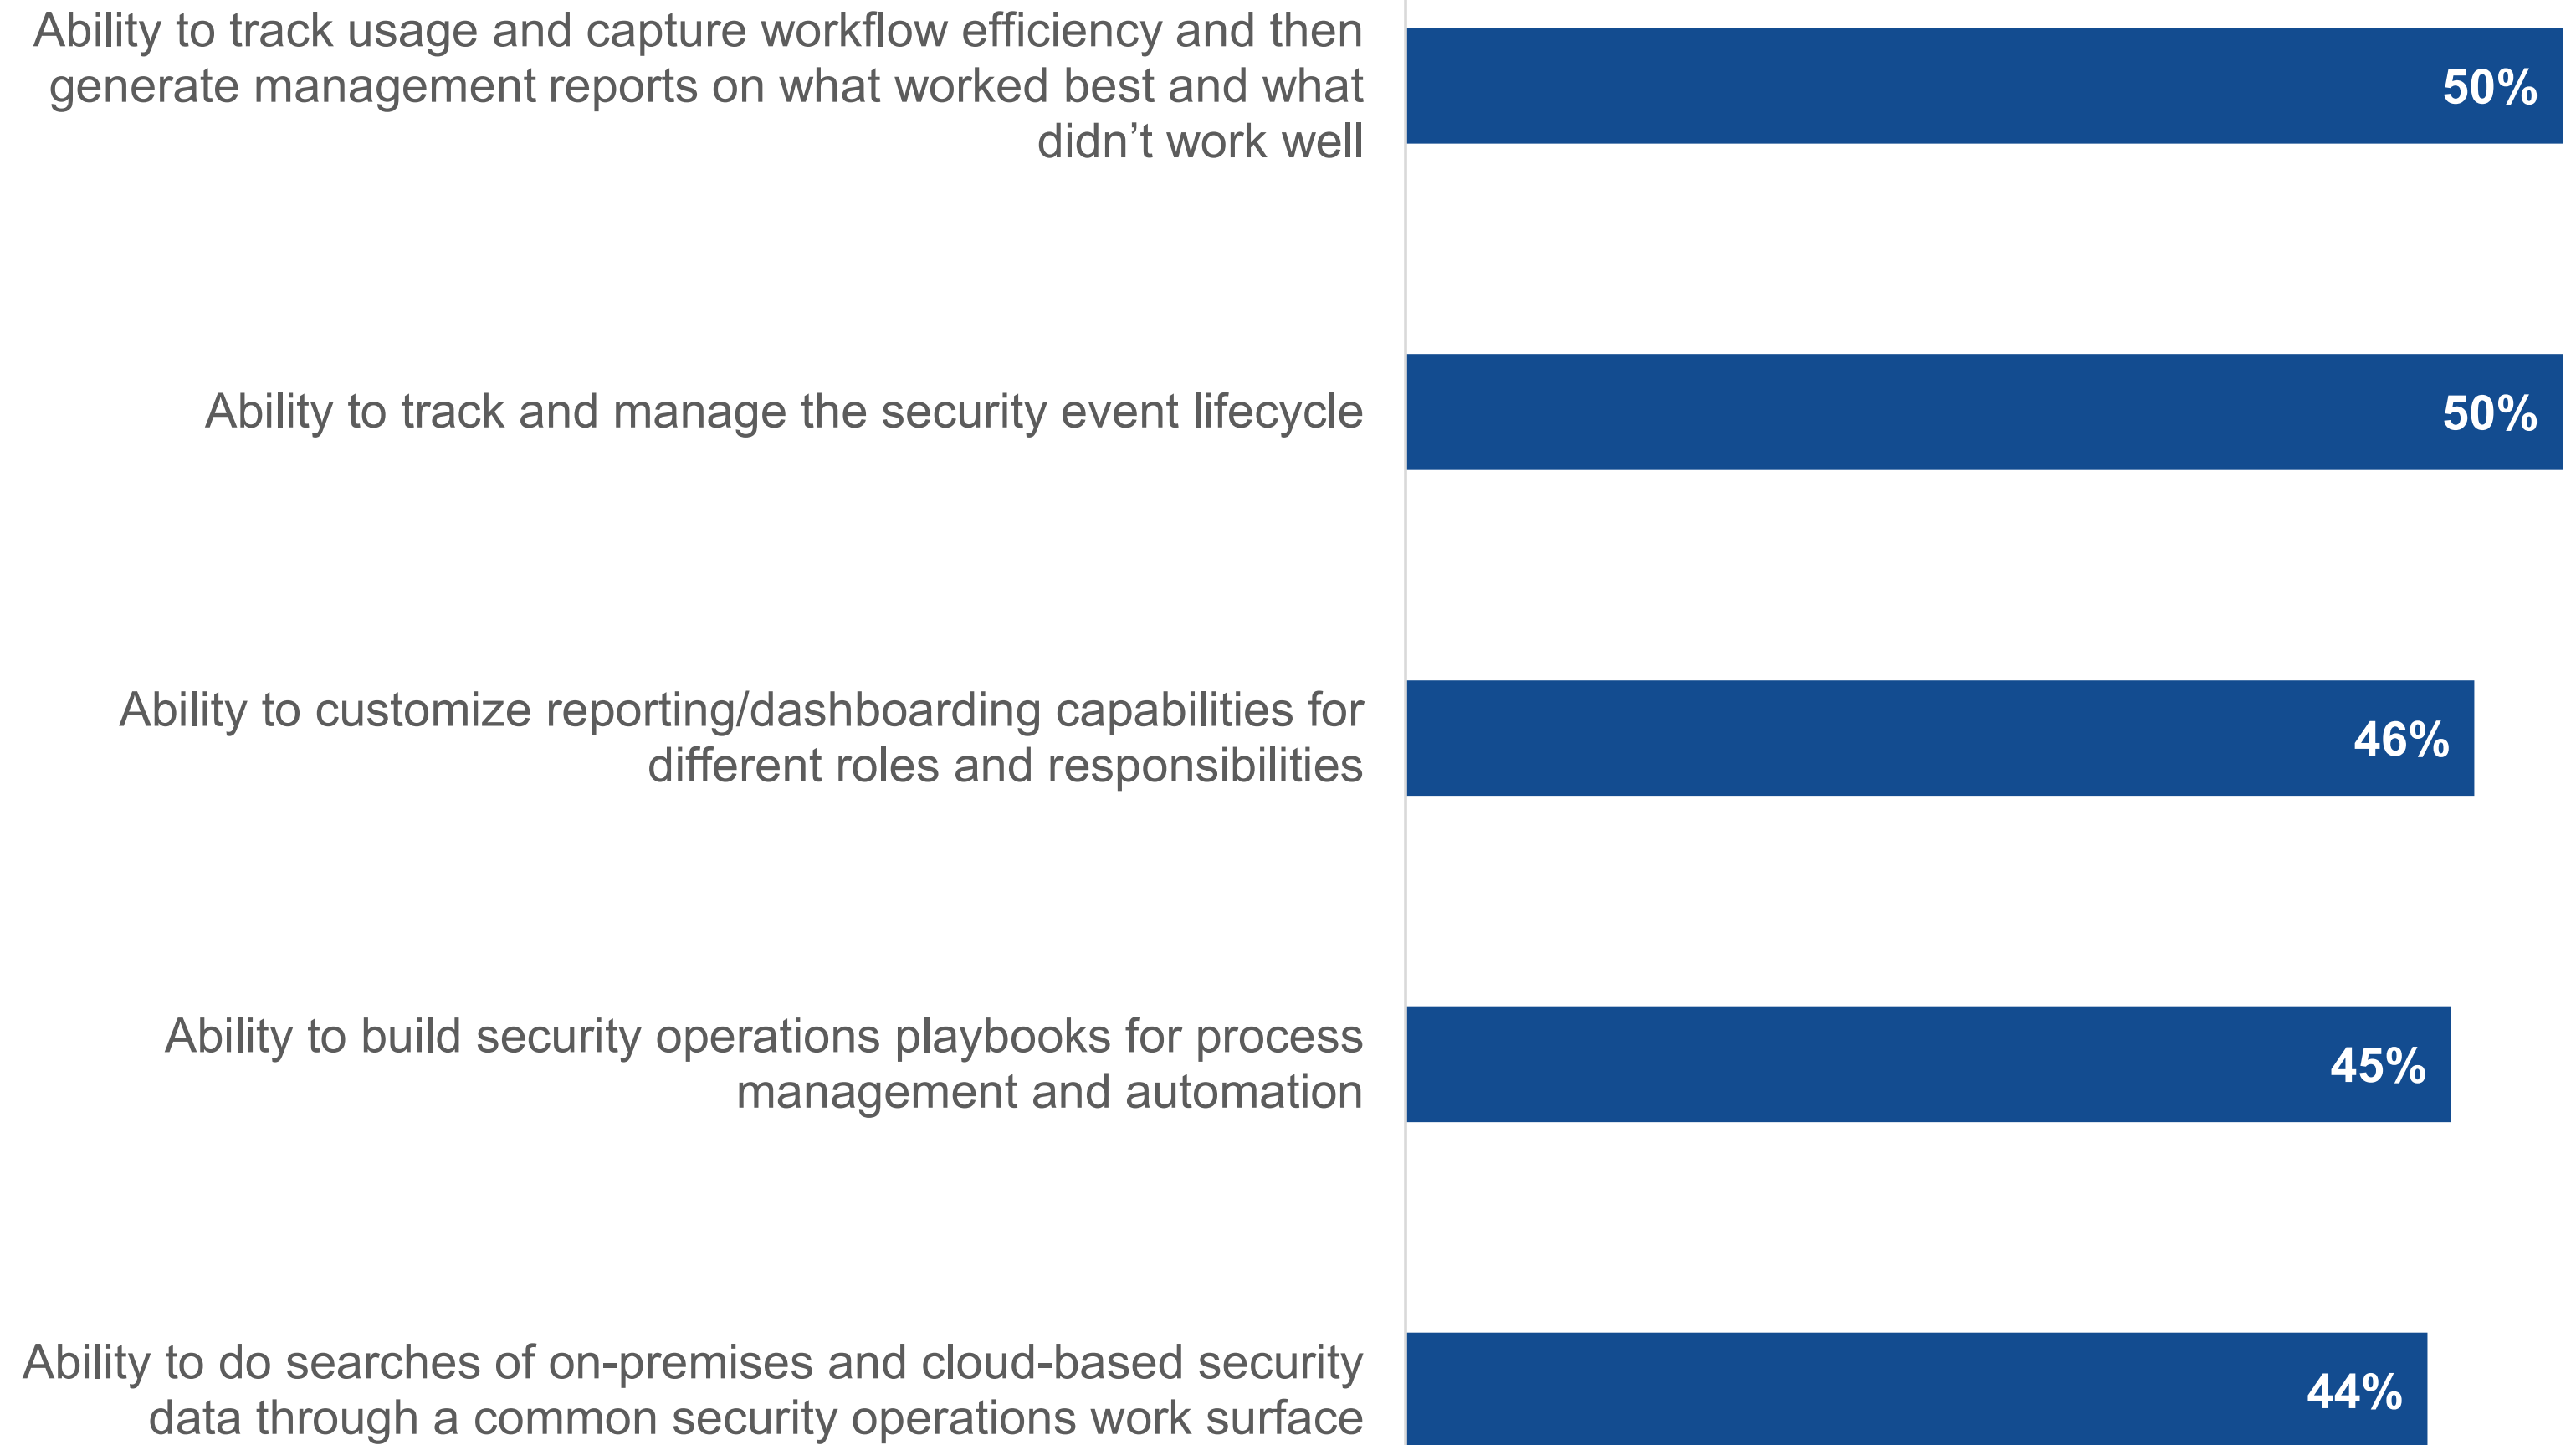 Ability to track usage and capture workflow efficiency and then
generate management reports on what worked best and what
didn’t work well
50%
Ability to track and manage the security event lifecycle
50%
Ability to customize reporting/dashboarding capabilities for
different roles and responsibilities
46%
Ability to build security operations playbooks for process
management and automation
45%
Ability to do searches of on-premises and cloud-based security
data through a common security operations work surface
44%